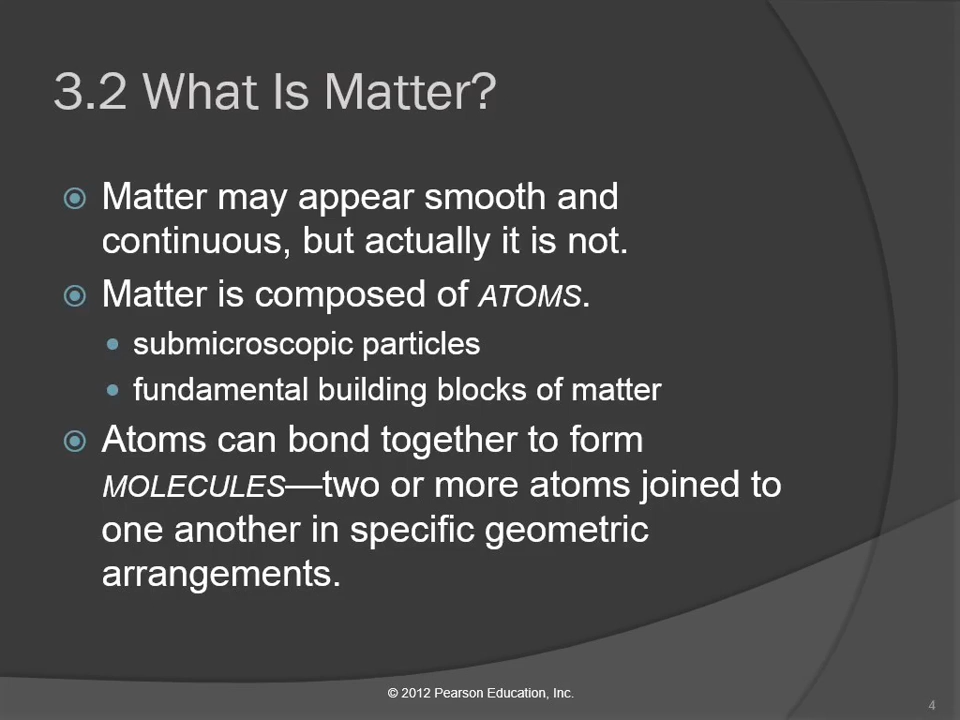 3.2 What Is Matter?
Matter may appear smooth and
continuous, but actually it is not.
Matter is composed of ATOMS.
submicroscopic particles
fundamental building blocks of matter
Atoms can bond together to form
MOLECULES—two or more atoms joined to
one another in specific geometric
arrangements.
© 2012 Pearson Education, Inc.
4